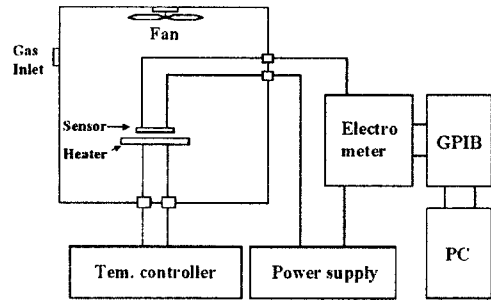 Fan
Gas
Inlet
Sensor
Heater
Electro
meter
GPIB
Tem. controller
Power supply
PC